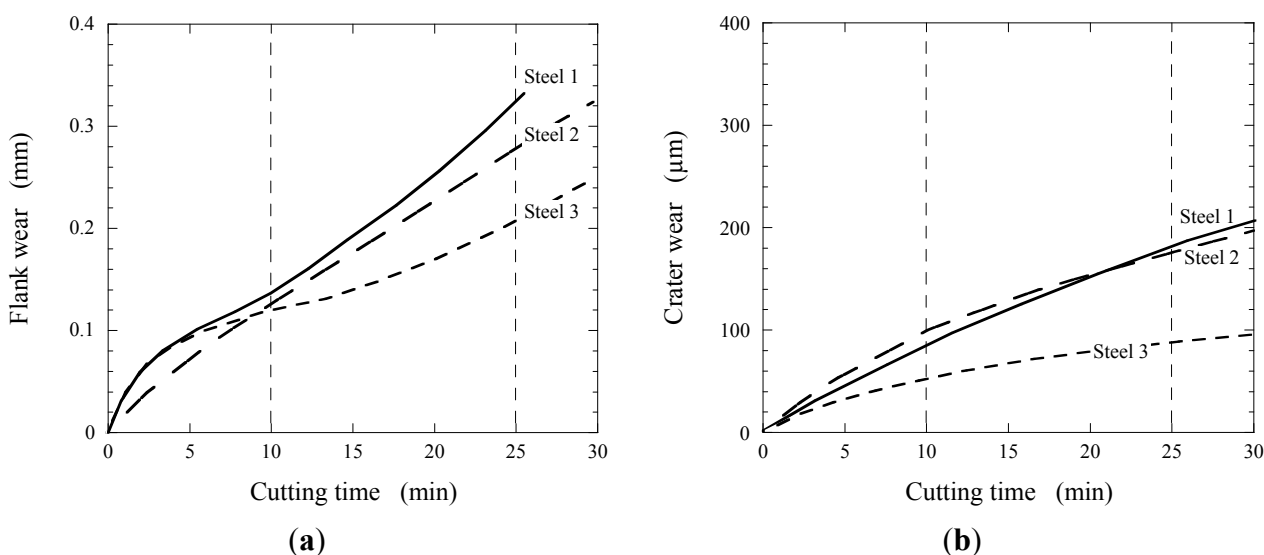 0.4
0.3
0.2
0.1
0
Flank wear (mm)
Steel 1
Steel 2
Steel 3
0 5 10 15 20 25 30
Cutting time (min)
(a)
400
300
200
100
0
Crater wear (µm)
Steel 1
Steel 2
Steel 3
0 5 10 15 20 25 30
Cutting time (min)
(b)